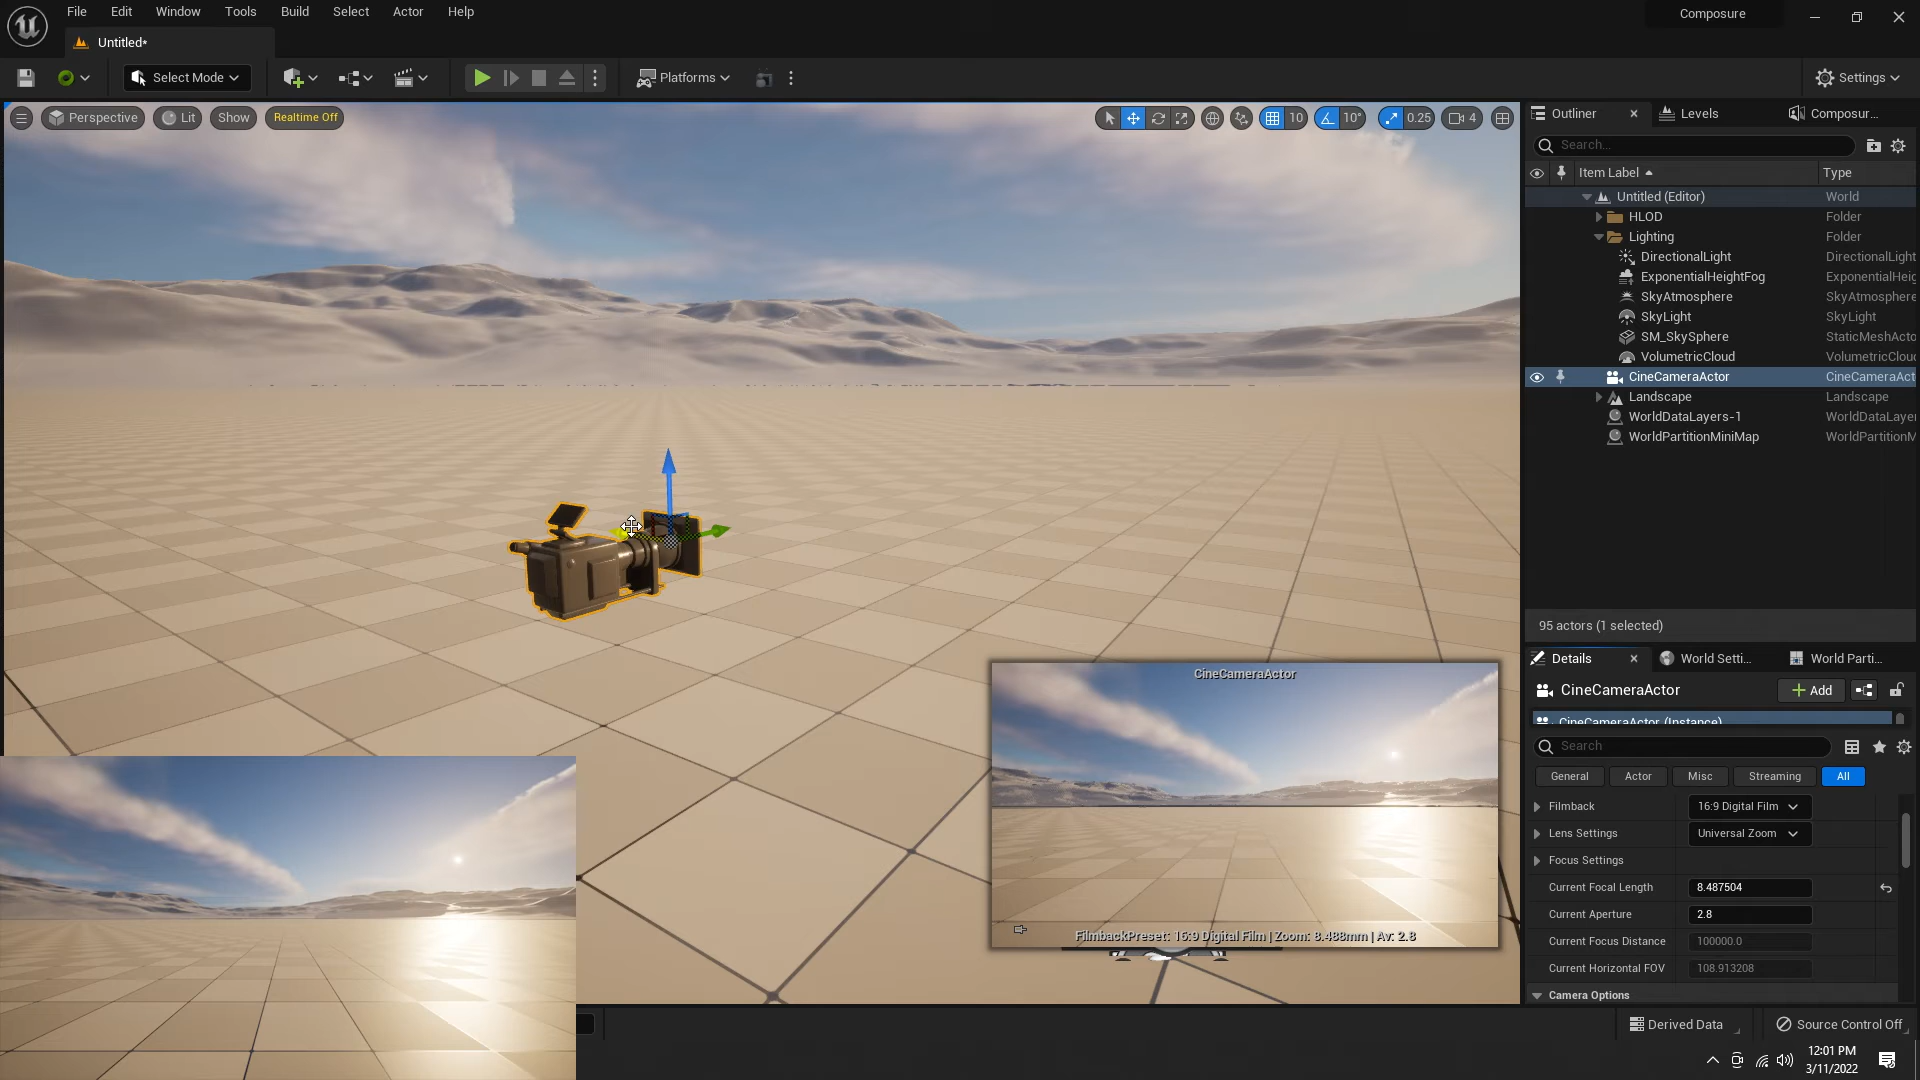 File Edit Window Tools Build Select Actor Help
Composure
Untitled*
Select Mode
Platforms
Settings
Perspective Lit Show Realtime Off
10 10° 0.25 4
Outliner Levels Composur...
Search...
Item Label Type
Untitled (Editor) World
HLOD Folder
Lighting Folder
DirectionalLight DirectionalLight
ExponentialHeightFog ExponentialHeig
SkyAtmosphere SkyAtmosphere
SkyLight SkyLight
SM_SkySphere StaticMeshActo
VolumetricCloud VolumetricClouc
CineCameraActor CineCameraAct
Landscape Landscape
WorldDataLayers-1 WorldDataLayer
WorldPartitionMiniMap WorldPartitionM
95 actors (1 selected)
Details World Setti... World Parti...
CineCameraActor Add
CineCameraActor (Instance)
Search
General Actor Misc Streaming All
Filmback 16:9 Digital Film
Lens Settings Universal Zoom
Focus Settings
Current Focal Length 8.487504
Current Aperture 2.8
Current Focus Distance 100000.0
Current Horizontal FOV 108.913208
Camera Options
CineCameraActor
FilmbackPreset: 16:9 Digital Film | Zoom: 8.488mm | Av: 2.8
Derived Data Source Control Off
12:01 PM
3/11/2022